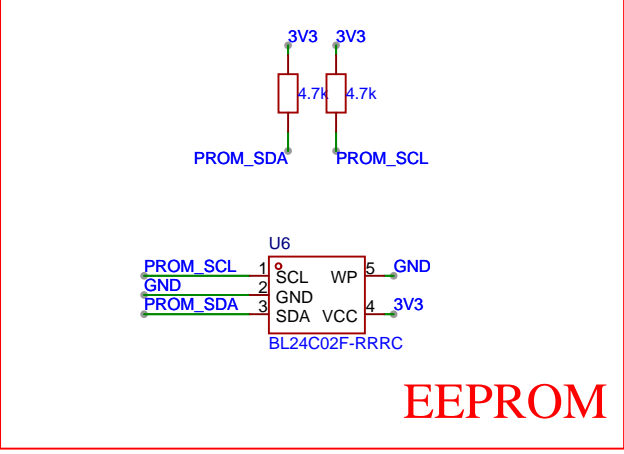 3V3 3V3
4.7k 4.7k
PROM_SDA PROM_SCL
U6
PROM_SCL 1 SCL WP 5 GND
GND 2 GND
PROM_SDA 3 SDA VCC 4 3V3
BL24C02F-RRRC
EEPROM